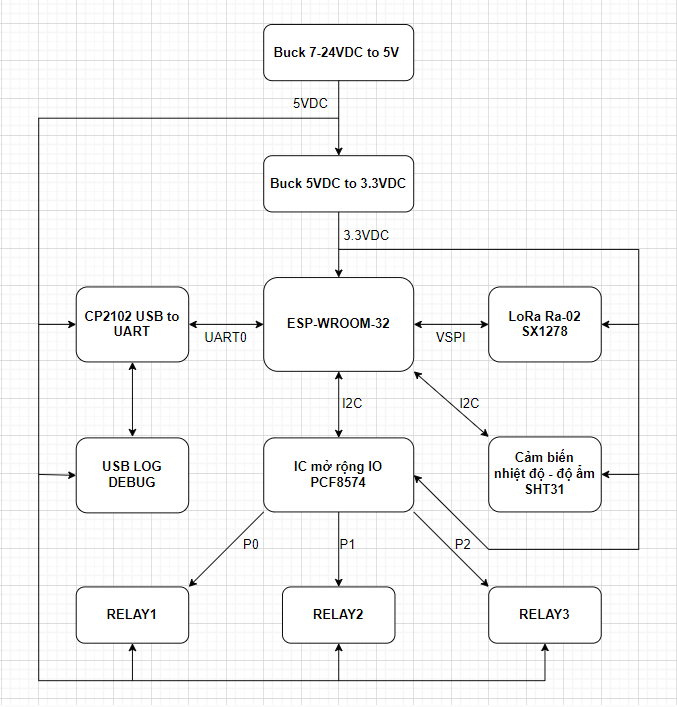 Buck 7-24VDC to 5V
5VDC
Buck 5VDC to 3.3VDC
3.3VDC
CP2102 USB to
UART
UART0
ESP-WROOM-32
VSPI
LoRa Ra-02
SX1278
I2C
I2C
USB LOG
DEBUG
IC mở rộng IO
PCF8574
Cảm biến
nhiệt độ - độ ẩm
SHT31
P0
P1
P2
RELAY1
RELAY2
RELAY3